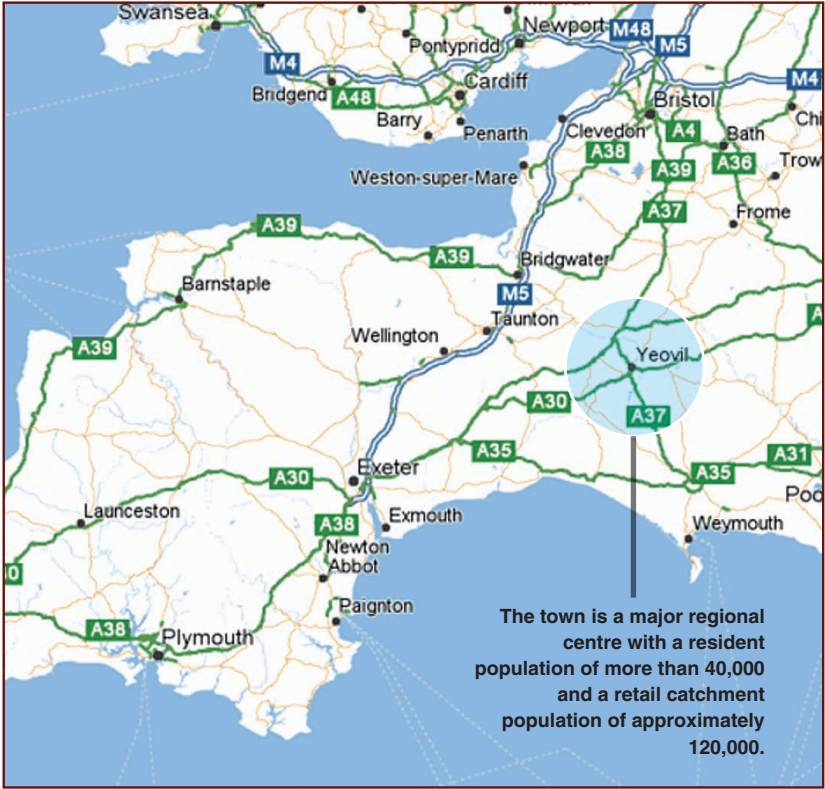 Swansea
Newport
M48
M5
Pontypridd
M4
M4
Cardiff
Bridgend
A48
Bristol
Chi
Barry
Penarth
Clevedon
A4
Bath
A38
A36
Trow
Weston-super-Mare
A39
A37
Frome
A39
A39
Bridgwater
Barnstaple
M5
Taunton
A
Wellington
A39
Yeovil
A30
A37
A35
A31
Exeter
A35
A30
Poo
Launceston
Exmouth
A38
Weymouth
Newton
Abbot
0
Paignton
A38
Plymouth
The town is a major regional
centre with a resident
population of more than 40,000
and a retail catchment
population of approximately
120,000.